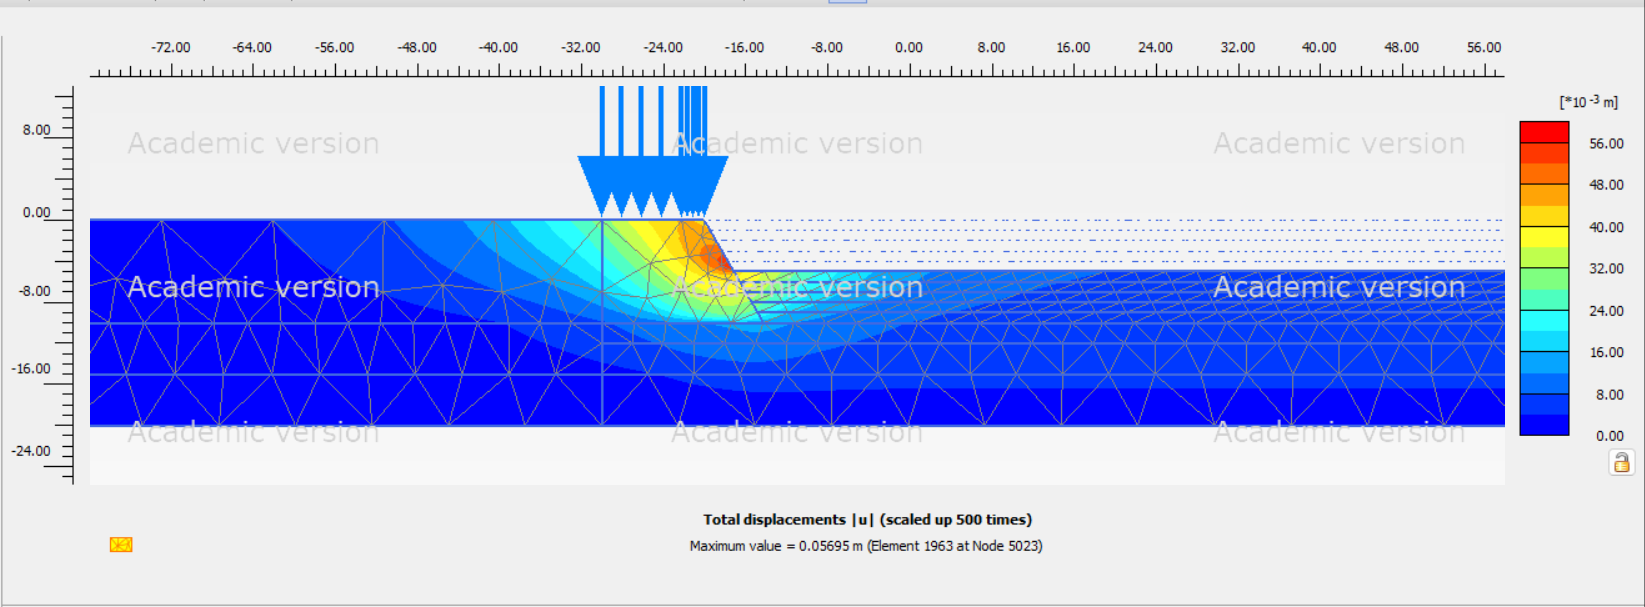 -72.00 -64.00 -56.00 -48.00 -40.00 -32.00 -24.00 -16.00 -8.00 0.00 8.00 16.00 24.00 32.00 40.00 48.00 56.00
[*10 -3 m]
8.00
0.00
-8.00
-16.00
-24.00
Academic version Academic version Academic version
Academic version Academic version Academic version
Academic version Academic version Academic version
56.00
48.00
40.00
32.00
24.00
16.00
8.00
0.00
Total displacements |u| (scaled up 500 times)
Maximum value = 0.05695 m (Element 1963 at Node 5023)